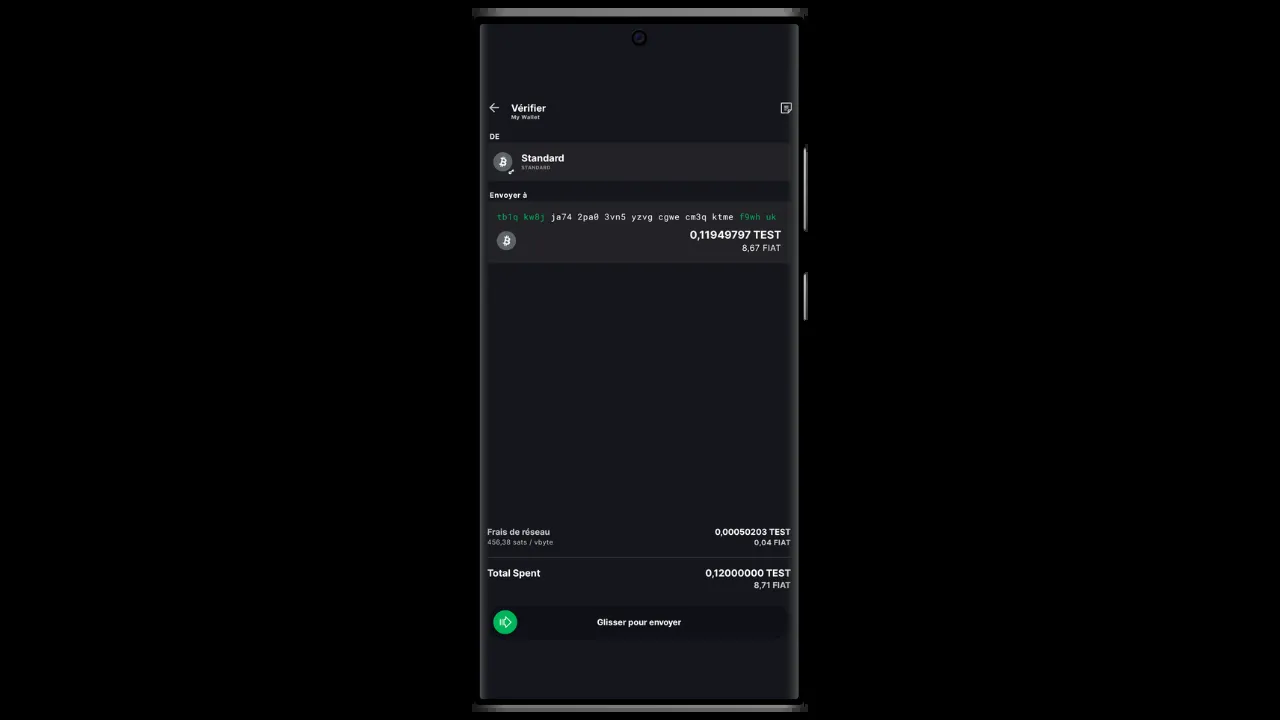 Vérifier
My Wallet
DE
Standard
STANDARD
Envoyer à
tb1q kw8j ja74 2pa0 3vn5 yzvg cgwe cm3q ktme f9wh uk
0,11949797 TEST
8,67 FIAT
Frais de réseau 0,00050203 TEST
456,38 sats / vbyte 0,04 FIAT
Total Spent 0,12000000 TEST
8,71 FIAT
Glisser pour envoyer